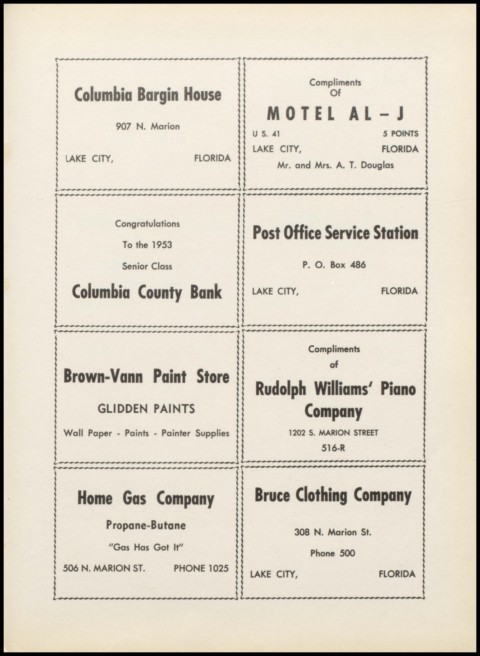 Columbia Bargin House
907 N. Marion
LAKE CITY, FLORIDA
Compliments
Of
MOTEL AL - J
U S. 41 5 POINTS
LAKE CITY, FLORIDA
Mr. and Mrs. A. T. Douglas
Congratulations
To the 1953
Senior Class
Columbia County Bank
Post Office Service Station
P. O. Box 486
LAKE CITY, FLORIDA
Brown-Vann Paint Store
GLIDDEN PAINTS
Wall Paper - Paints - Painter Supplies
Compliments
of
Rudolph Williams' Piano
Company
1202 S. MARION STREET
516-R
Home Gas Company
Propane-Butane
"Gas Has Got It"
506 N. MARION ST. PHONE 1025
Bruce Clothing Company
308 N. Marion St.
Phone 500
LAKE CITY, FLORIDA